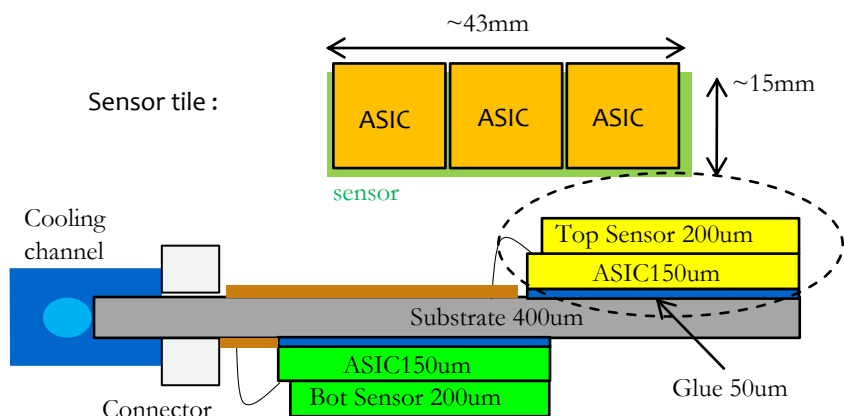 ~43mm
~15mm
Sensor tile :
ASIC
ASIC
ASIC
sensor
Cooling
channel
Top Sensor 200um
ASIC150um
Substrate 400um
ASIC150um
Glue 50um
Bot Sensor 200um
Connector